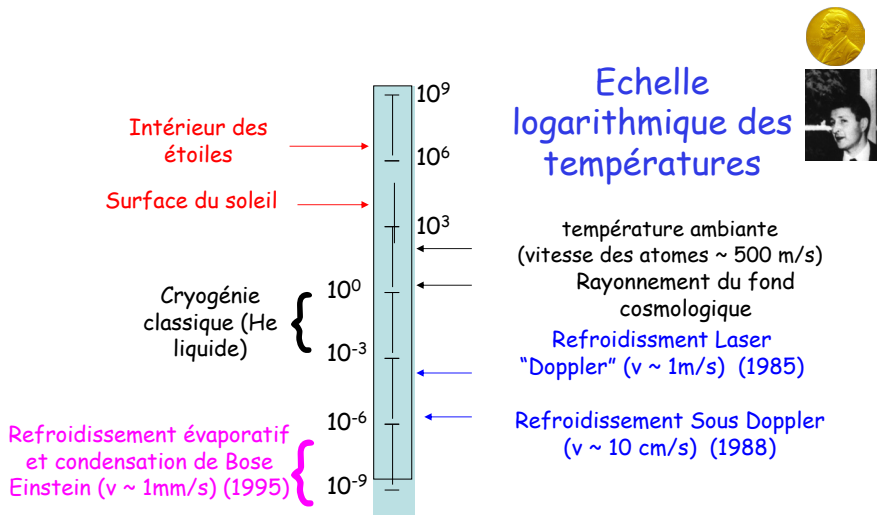 Echelle
logarithmique des
températures
10⁹
Intérieur des
étoiles
10⁶
Surface du soleil
10³
température ambiante
(vitesse des atomes ~ 500 m/s)
Rayonnement du fond
cosmologique
10⁰
Cryogénie
classique (He
liquide)
10⁻³
Refroidissment Laser
“Doppler” (v ~ 1m/s) (1985)
10⁻⁶
Refroidissement Sous Doppler
(v ~ 10 cm/s) (1988)
Refroidissement évaporatif
et condensation de Bose
Einstein (v ~ 1mm/s) (1995)
10⁻⁹